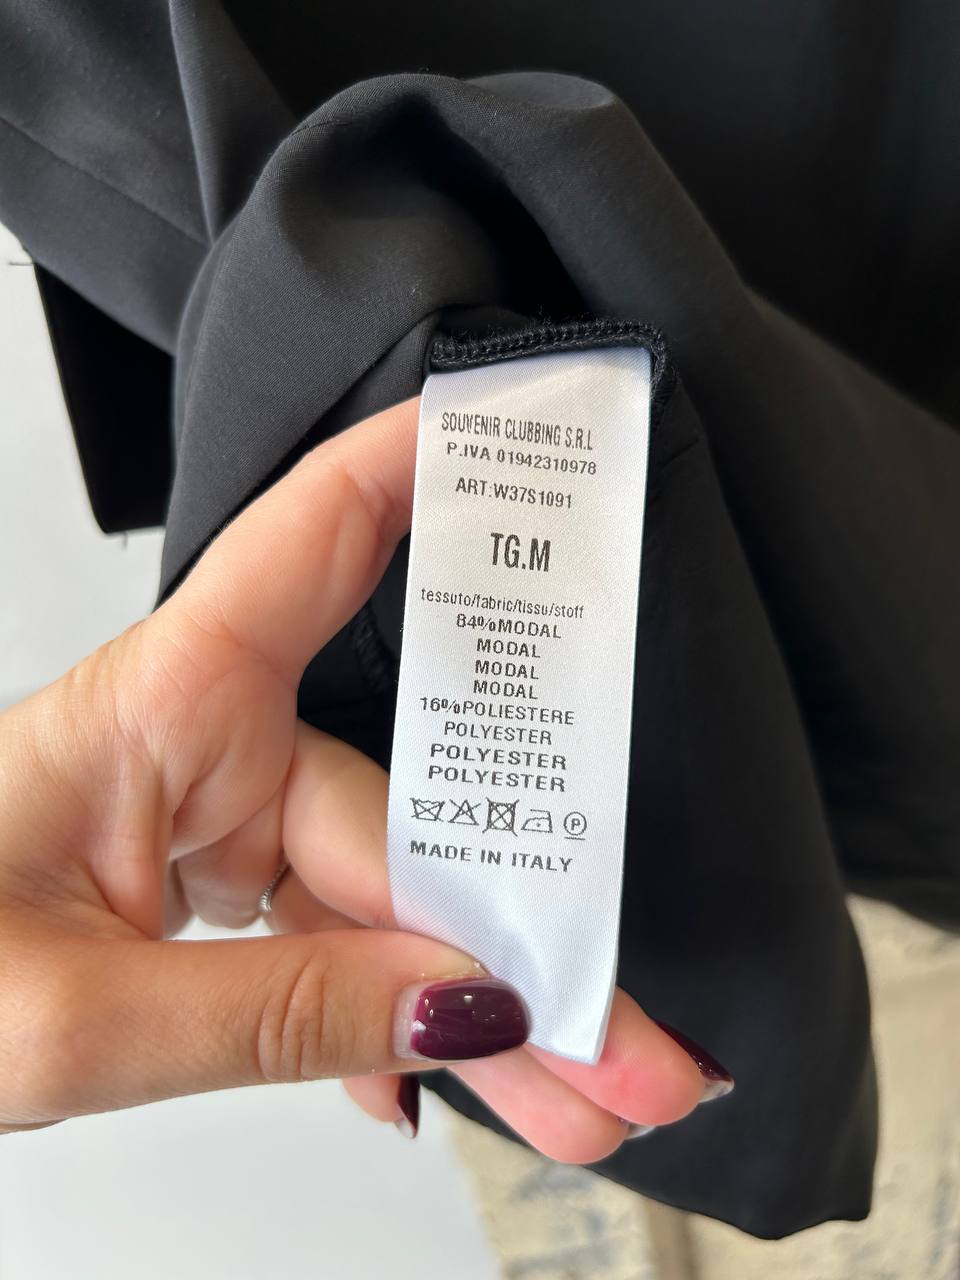 SOUVENIR CLUBBING S.R.L
P.IVA 01942310978
ART:W37S1091
TG.M
tessuto/fabric/tissu/stoff
84%MODAL
MODAL
MODAL
MODAL
16%POLIESTERE
POLYESTER
POLYESTER
POLYESTER
P
MADE IN ITALY